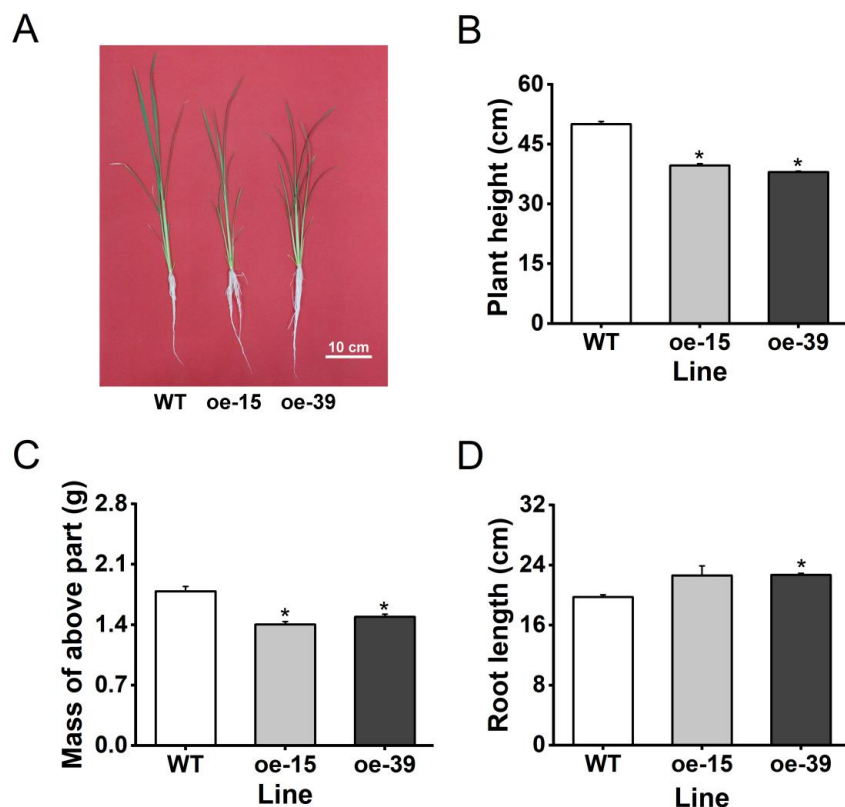 A
10 cm
WT oe-15 oe-39
B
Plant height (cm)
60
45
30
15
0
*
*
WT oe-15 oe-39
Line
C
Mass of above part (g)
2.8
2.1
1.4
0.7
0.0
*
*
WT oe-15 oe-39
Line
D
Root length (cm)
32
24
16
8
0
*
WT oe-15 oe-39
Line